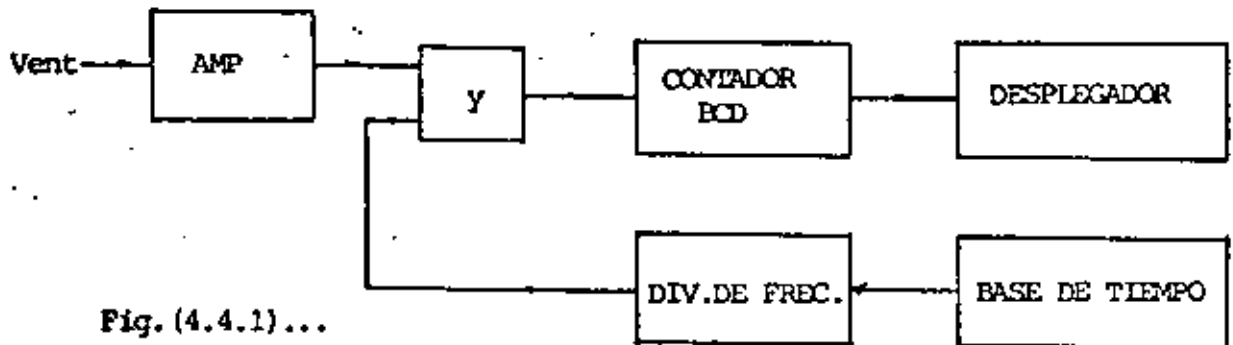 Vent
AMP
y
CONTADOR
BCD
DESPLEGADOR
DIV.DE FREC.
BASE DE TIEMPO
Fig.(4.4.1)...